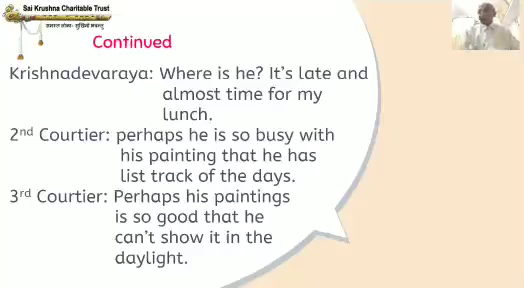 Sai Krushna Charitable Trust
Continued
Krishnadevaraya: Where is he? It's late and
almost time for my
lunch.
2nd Courtier: perhaps he is so busy with
his painting that he has
list track of the days.
3rd Courtier: Perhaps his paintings
is so good that he
can't show it in the
daylight.